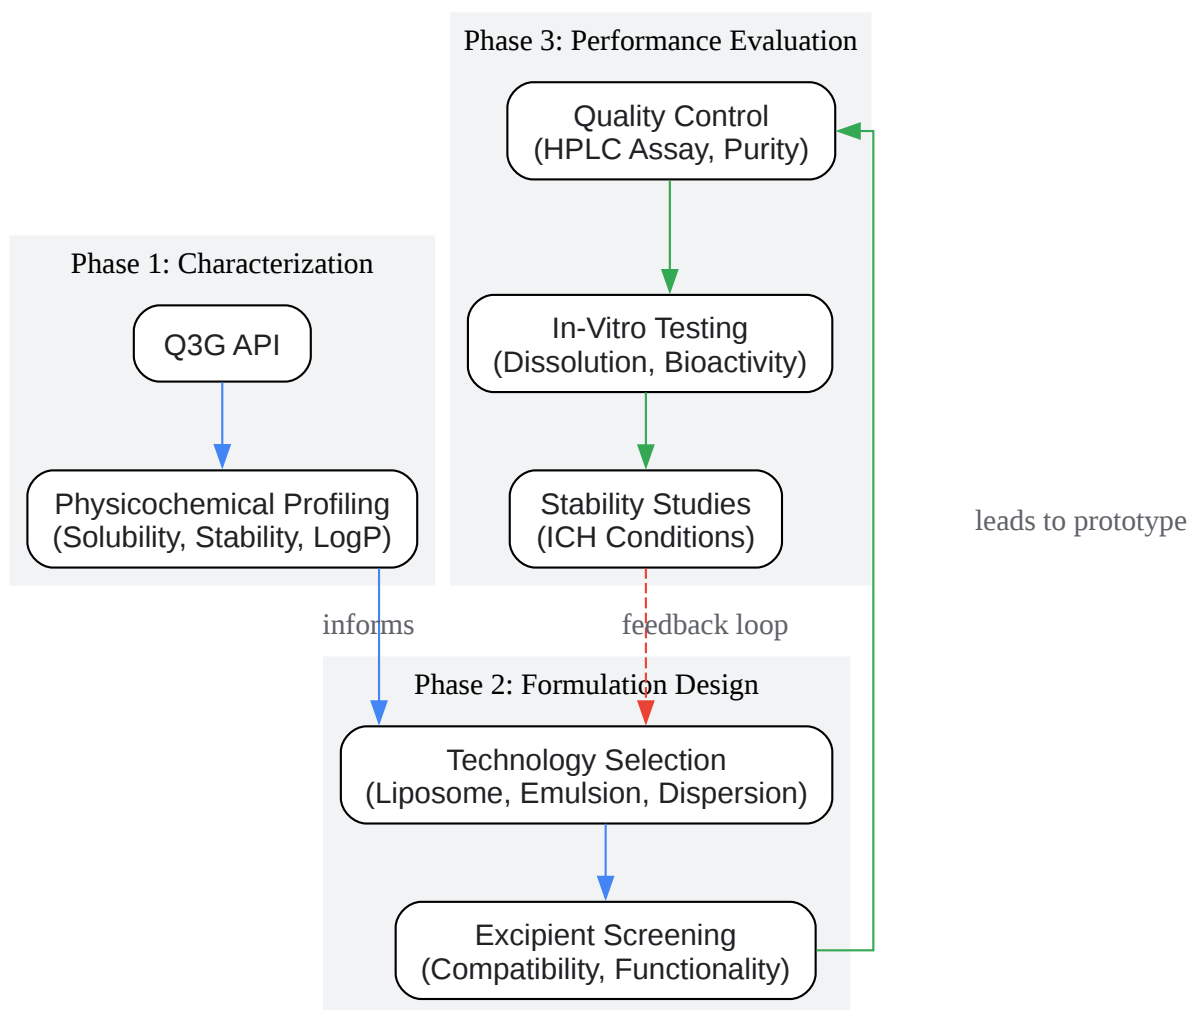 Phase 3: Performance Evaluation
Quality Control
(HPLC Assay, Purity)
Phase 1: Characterization
In-Vitro Testing
(Dissolution, Bioactivity)
Q3G API
Physicochemical Profiling
(Solubility, Stability, LogP)
Stability Studies
(ICH Conditions)
leads to prototype
informs
feedback loop
Phase 2: Formulation Design
Technology Selection
(Liposome, Emulsion, Dispersion)
Excipient Screening
(Compatibility, Functionality)